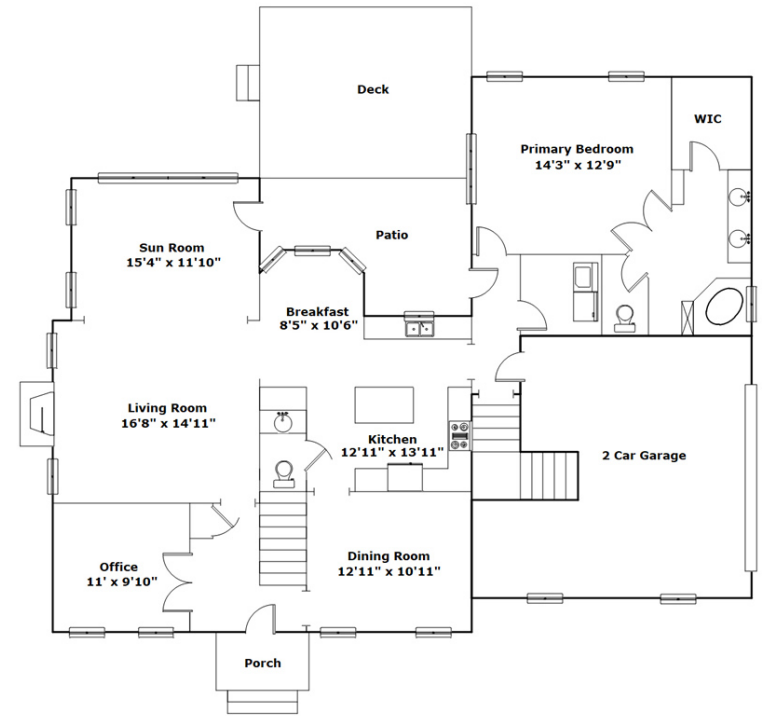 Deck
WIC
Primary Bedroom
14'3" x 12'9"
Patio
Sun Room
15'4" x 11'10"
Breakfast
8'5" x 10'6"
Living Room
16'8" x 14'11"
Kitchen
12'11" x 13'11"
2 Car Garage
Dining Room
12'11" x 10'11"
Office
11' x 9'10"
Porch